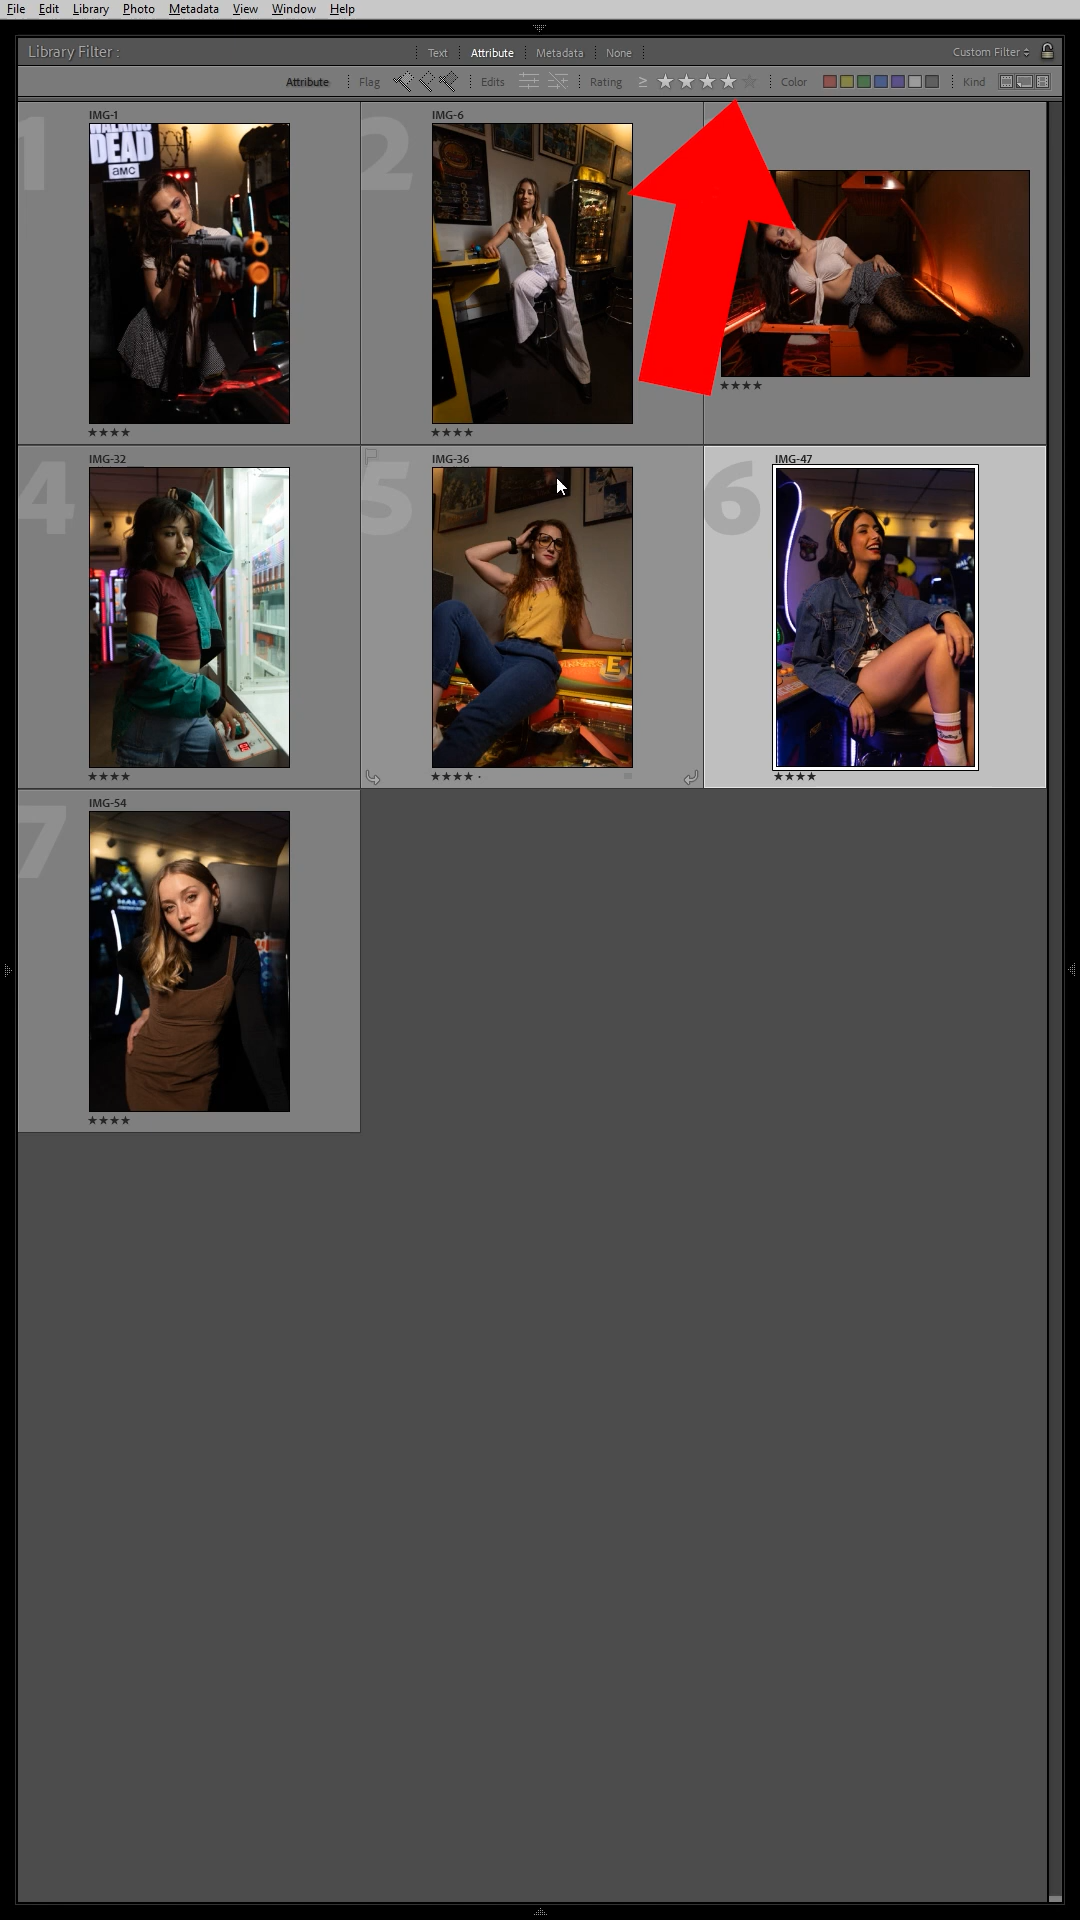 File Edit Library Photo Metadata View Window Help
Library Filter : Text Attribute Metadata None Custom Filter
Attribute Flag Edits Rating ≥ Color Kind
1 IMG-1
WALKING
DEAD
aMC
2 IMG-6
4 IMG-32
5 IMG-36
E
6 IMG-47
7 IMG-54
HALO